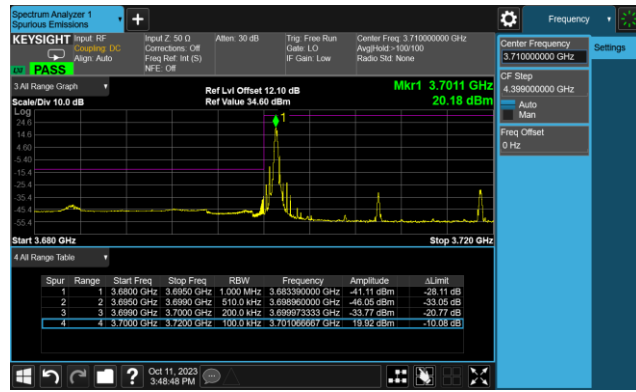 Spectrum Analyzer 1
Spurious Emissions
+
Frequency
KEYSIGHT
Input: RF
Coupling: DC
Align: Auto
Input Z: 50 Ω
Corrections: Off
Freq Ref: Int (S)
NFE: Off
Atten: 30 dB
Trig: Free Run
Gate: LO
IF Gain: Low
Center Freq: 3.710000000 GHz
Avg|Hold:>100/100
Radio Std: None
PASS
Center Frequency
3.710000000 GHz
Settings
CF Step
4.399000000 GHz
Auto
Man
Freq Offset
0 Hz
3 All Range Graph
Ref Lvl Offset 12.10 dB
Mkr1 3.7011 GHz
Scale/Div 10.0 dB
Ref Value 34.60 dBm
20.18 dBm
Log
24.6
14.6
4.60
-5.40
-15.4
-25.4
-35.4
-45.4
-55.4
1
Start 3.680 GHz
Stop 3.720 GHz
4 All Range Table
Spur Range Start Freq Stop Freq RBW Frequency Amplitude ΔLimit
1 1 3.6800 GHz 3.6950 GHz 1.000 MHz 3.683390000 GHz -41.11 dBm -28.11 dB
2 2 3.6950 GHz 3.6990 GHz 510.0 kHz 3.698960000 GHz -46.05 dBm -33.05 dB
3 3 3.6990 GHz 3.7000 GHz 200.0 kHz 3.699973333 GHz -33.77 dBm -20.77 dB
4 4 3.7000 GHz 3.7200 GHz 100.0 kHz 3.701066667 GHz 19.92 dBm -10.08 dB
?
Oct 11, 2023
3:48:48 PM